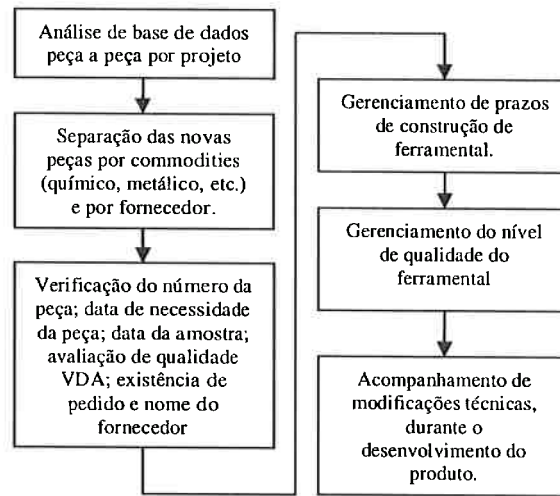 Análise de base de dados
peça a peça por projeto
Separação das novas
peças por commodities
(químico, metálico, etc.)
e por fornecedor.
Verificação do número da
peça; data de necessidade
da peça; data da amostra;
avaliação de qualidade
VDA; existência de
pedido e nome do
fornecedor
Gerenciamento de prazos
de construção de
ferramental.
Gerenciamento do nível
de qualidade do
ferramental
Acompanhamento de
modificações técnicas,
durante o
desenvolvimento do
produto.